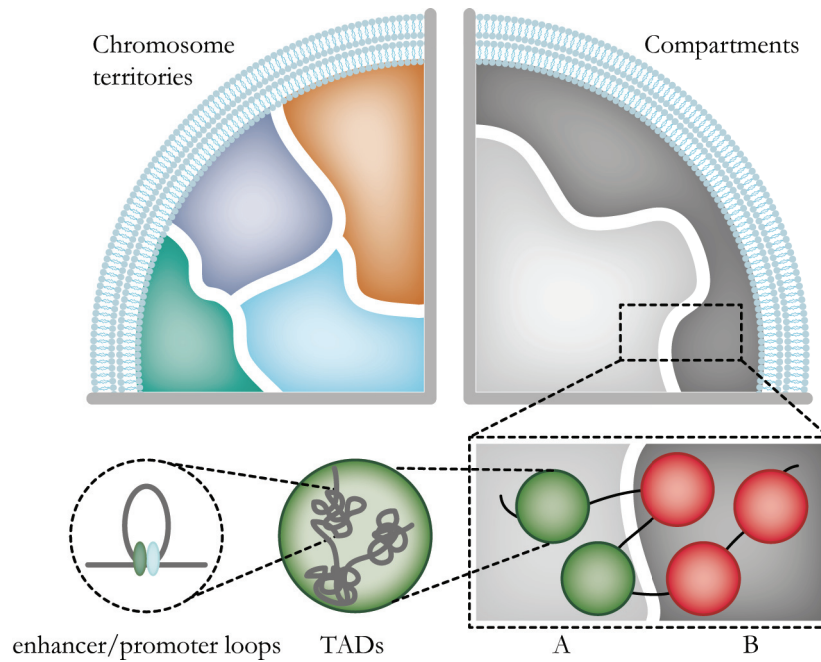 Chromosome
territories
Compartments
enhancer/promoter loops
TADs
A
B